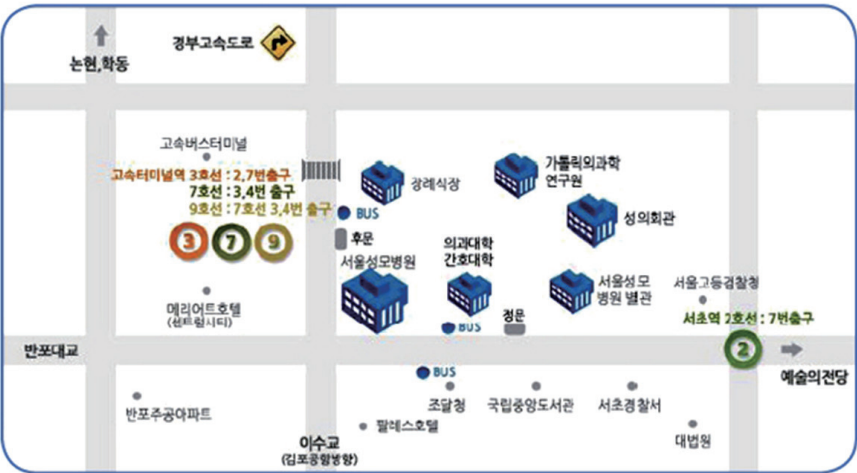 논현,학동
경부고속도로
고속버스터미널
고속터미널역 3호선 : 2,7번출구
7호선 : 3,4번 출구
9호선 : 7호선 3,4번 출구
3 7 9
메리어트호텔
(센트럴시티)
장례식장
BUS
후문
서울성모병원
의과대학
간호대학
BUS
정문
가톨릭의과학
연구원
성의회관
서울성모
병원 별관
서울고등검찰청
서초역 2호선 : 7번출구
2
예술의전당
반포대교
BUS
반포주공아파트
조달청
국립중앙도서관
서초경찰서
팔레스호텔
대법원
이수교
(김포공항방향)